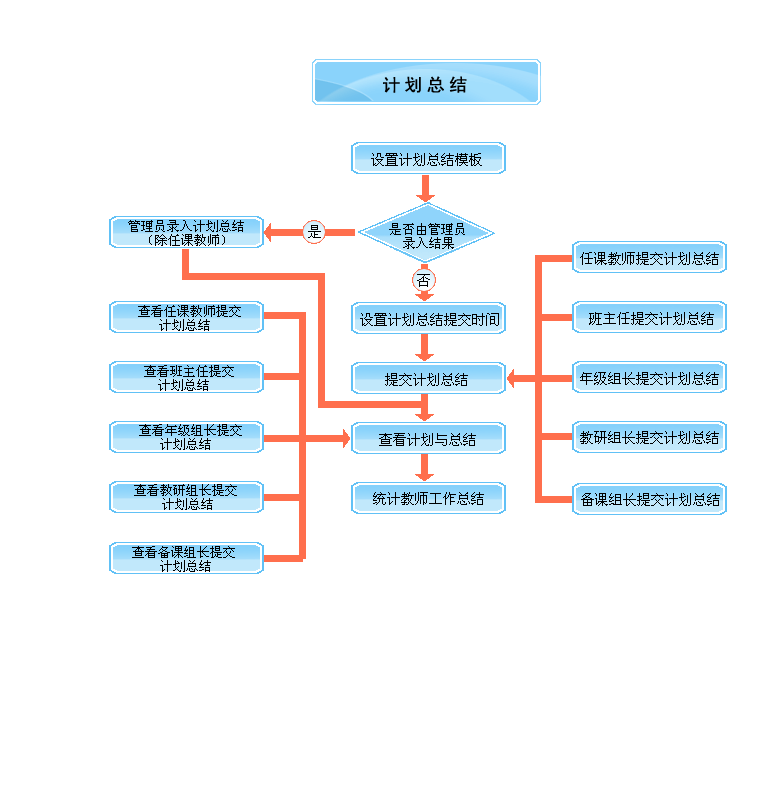 计划总结
设置计划总结模板
是否由管理员
录入结果
是
管理员录入计划总结
（除任课教师）
否
设置计划总结提交时间
提交计划总结
查看计划与总结
统计教师工作总结
查看任课教师提交
计划总结
查看班主任提交
计划总结
查看年级组长提交
计划总结
查看教研组长提交
计划总结
查看备课组长提交
计划总结
任课教师提交计划总结
班主任提交计划总结
年级组长提交计划总结
教研组长提交计划总结
备课组长提交计划总结